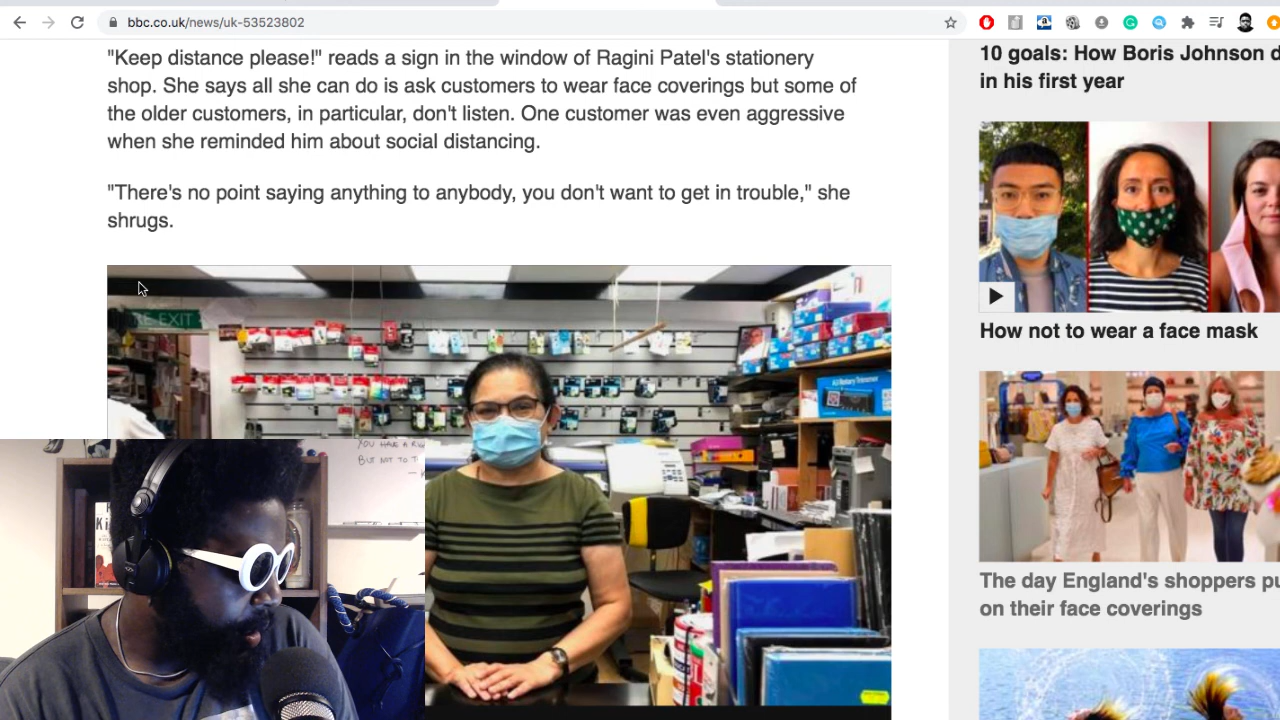 bbc.co.uk/news/uk-53523802
"Keep distance please!" reads a sign in the window of Ragini Patel's stationery
shop. She says all she can do is ask customers to wear face coverings but some of
the older customers, in particular, don't listen. One customer was even aggressive
when she reminded him about social distancing.
"There's no point saying anything to anybody, you don't want to get in trouble," she
shrugs.
EXIT
YOU HAVE A
BUT NOT TO
10 goals: How Boris Johnson d
in his first year
How not to wear a face mask
The day England's shoppers pu
on their face coverings